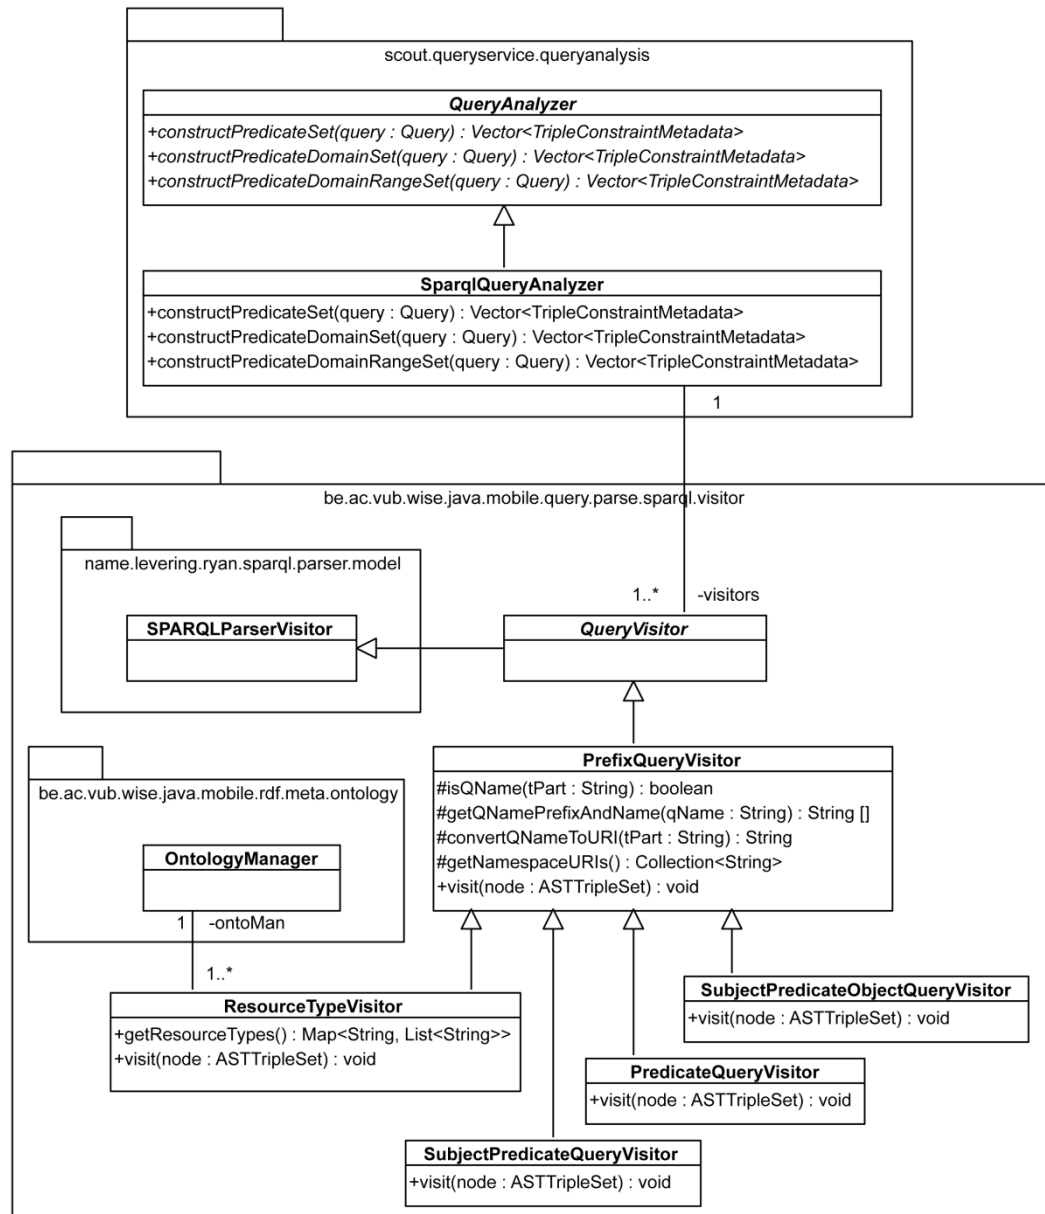 scout.queryservice.queryanalysis
QueryAnalyzer
+constructPredicateSet(query : Query) : Vector<TripleConstraintMetadata>
+constructPredicateDomainSet(query : Query) : Vector<TripleConstraintMetadata>
+constructPredicateDomainRangeSet(query : Query) : Vector<TripleConstraintMetadata>
SparqlQueryAnalyzer
+constructPredicateSet(query : Query) : Vector<TripleConstraintMetadata>
+constructPredicateDomainSet(query : Query) : Vector<TripleConstraintMetadata>
+constructPredicateDomainRangeSet(query : Query) : Vector<TripleConstraintMetadata>
1
be.ac.vub.wise.java.mobile.query.parse.sparql.visitor
name.levering.ryan.sparql.parser.model
1..* -visitors
SPARQLParserVisitor
QueryVisitor
PrefixQueryVisitor
#isQName(tPart : String) : boolean
#getQNamePrefixAndName(qName : String) : String []
#convertQNameToURI(tPart : String) : String
#getNamespaceURIs() : Collection<String>
+visit(node : ASTTripleSet) : void
be.ac.vub.wise.java.mobile.rdf.meta.ontology
OntologyManager
1 -ontoMan
1..*
ResourceTypeVisitor
+getResourceTypes() : Map<String, List<String>>
+visit(node : ASTTripleSet) : void
SubjectPredicateObjectQueryVisitor
+visit(node : ASTTripleSet) : void
PredicateQueryVisitor
+visit(node : ASTTripleSet) : void
SubjectPredicateQueryVisitor
+visit(node : ASTTripleSet) : void